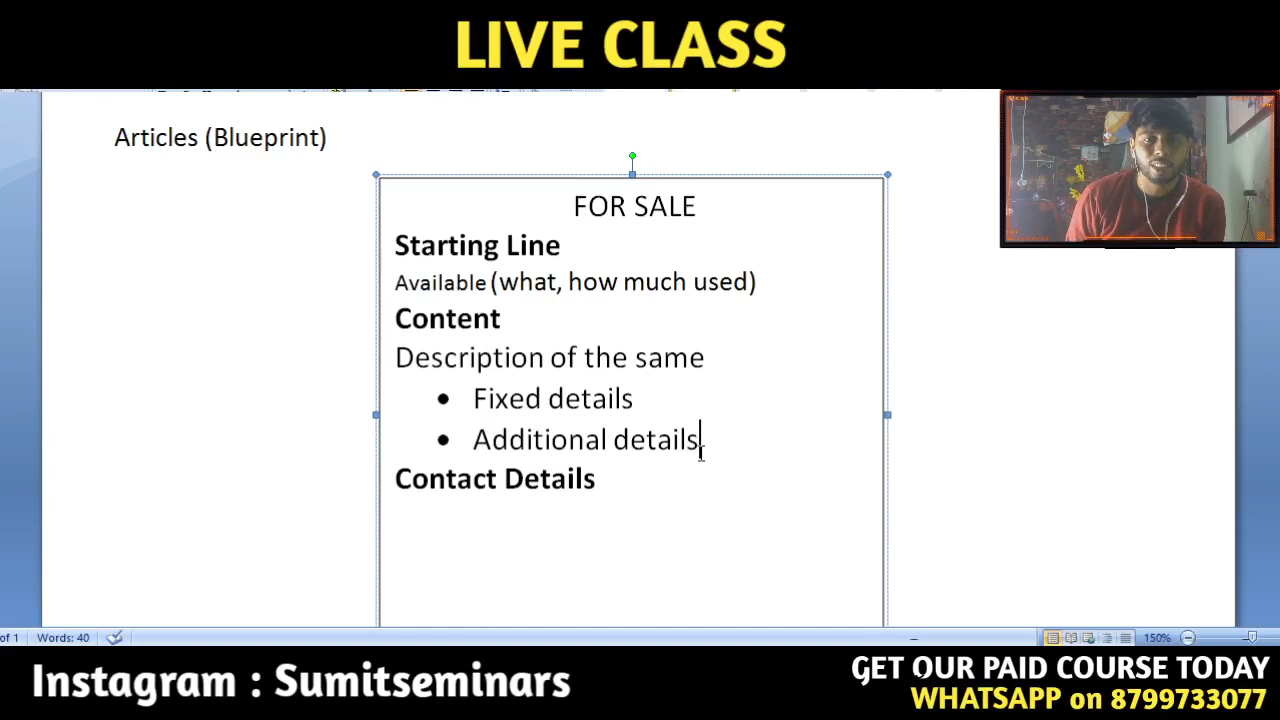 LIVE CLASS
Articles (Blueprint)
FOR SALE
Starting Line
Available (what, how much used)
Content
Description of the same
• Fixed details
• Additional details
Contact Details
of 1 Words: 40 150%
Instagram : Sumitseminars
GET OUR PAID COURSE TODAY
WHATSAPP on 8799733077